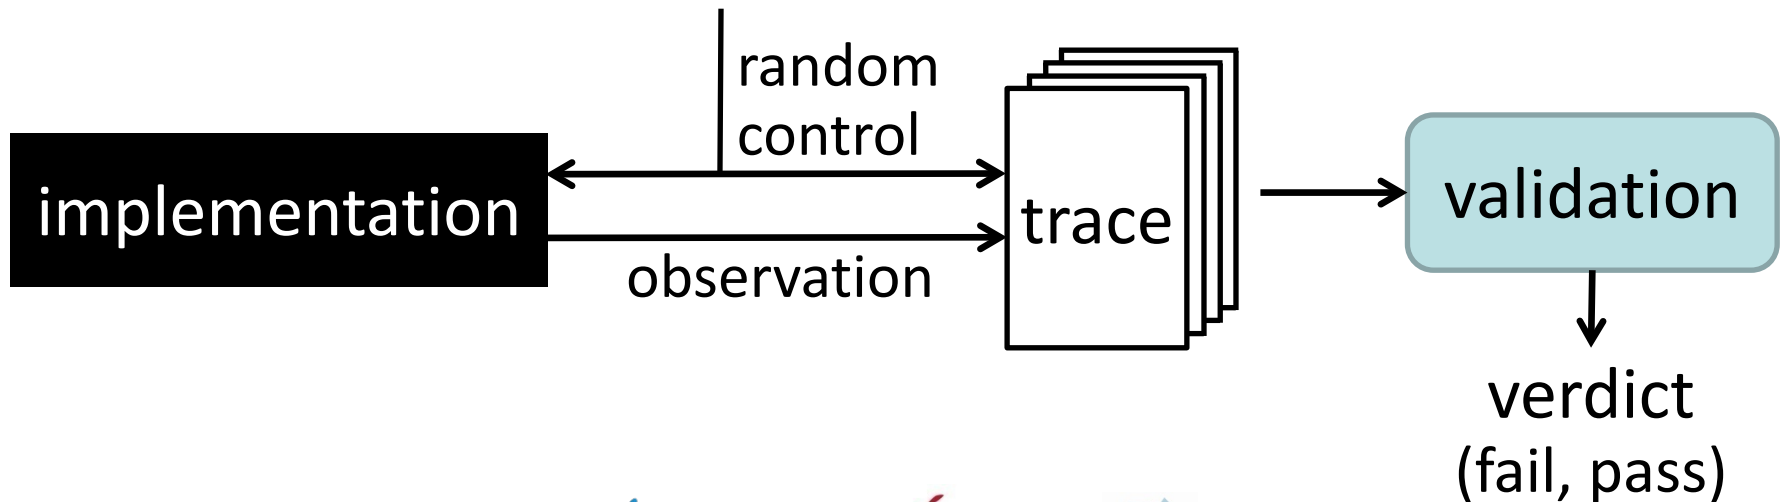 random
control
implementation
trace
observation
validation
verdict
(fail, pass)